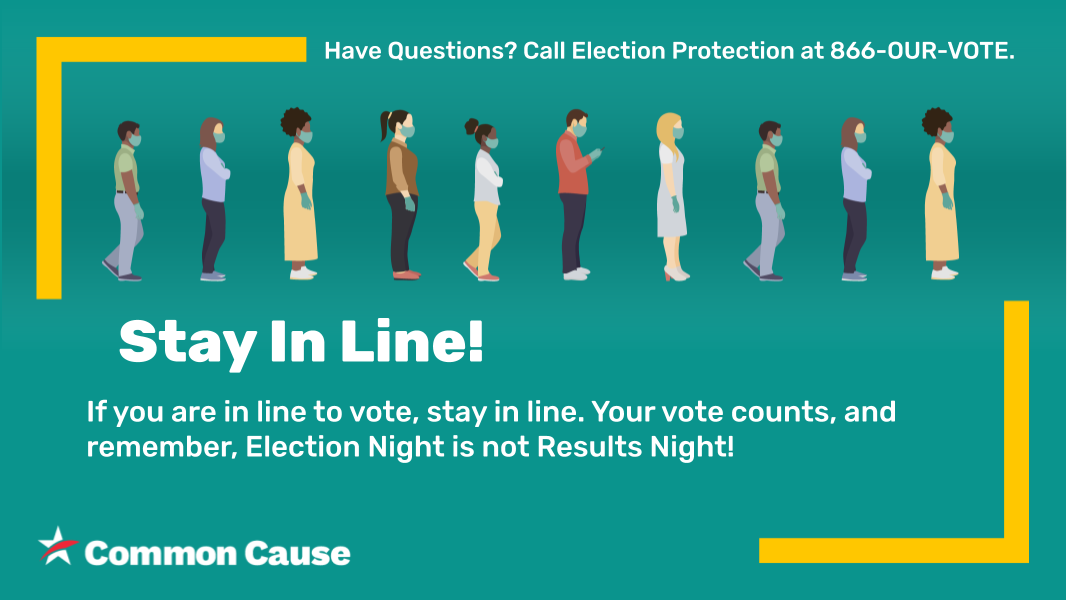 Have Questions? Call Election Protection at 866-OUR-VOTE.
Stay In Line!
If you are in line to vote, stay in line. Your vote counts, and
remember, Election Night is not Results Night!
Common Cause